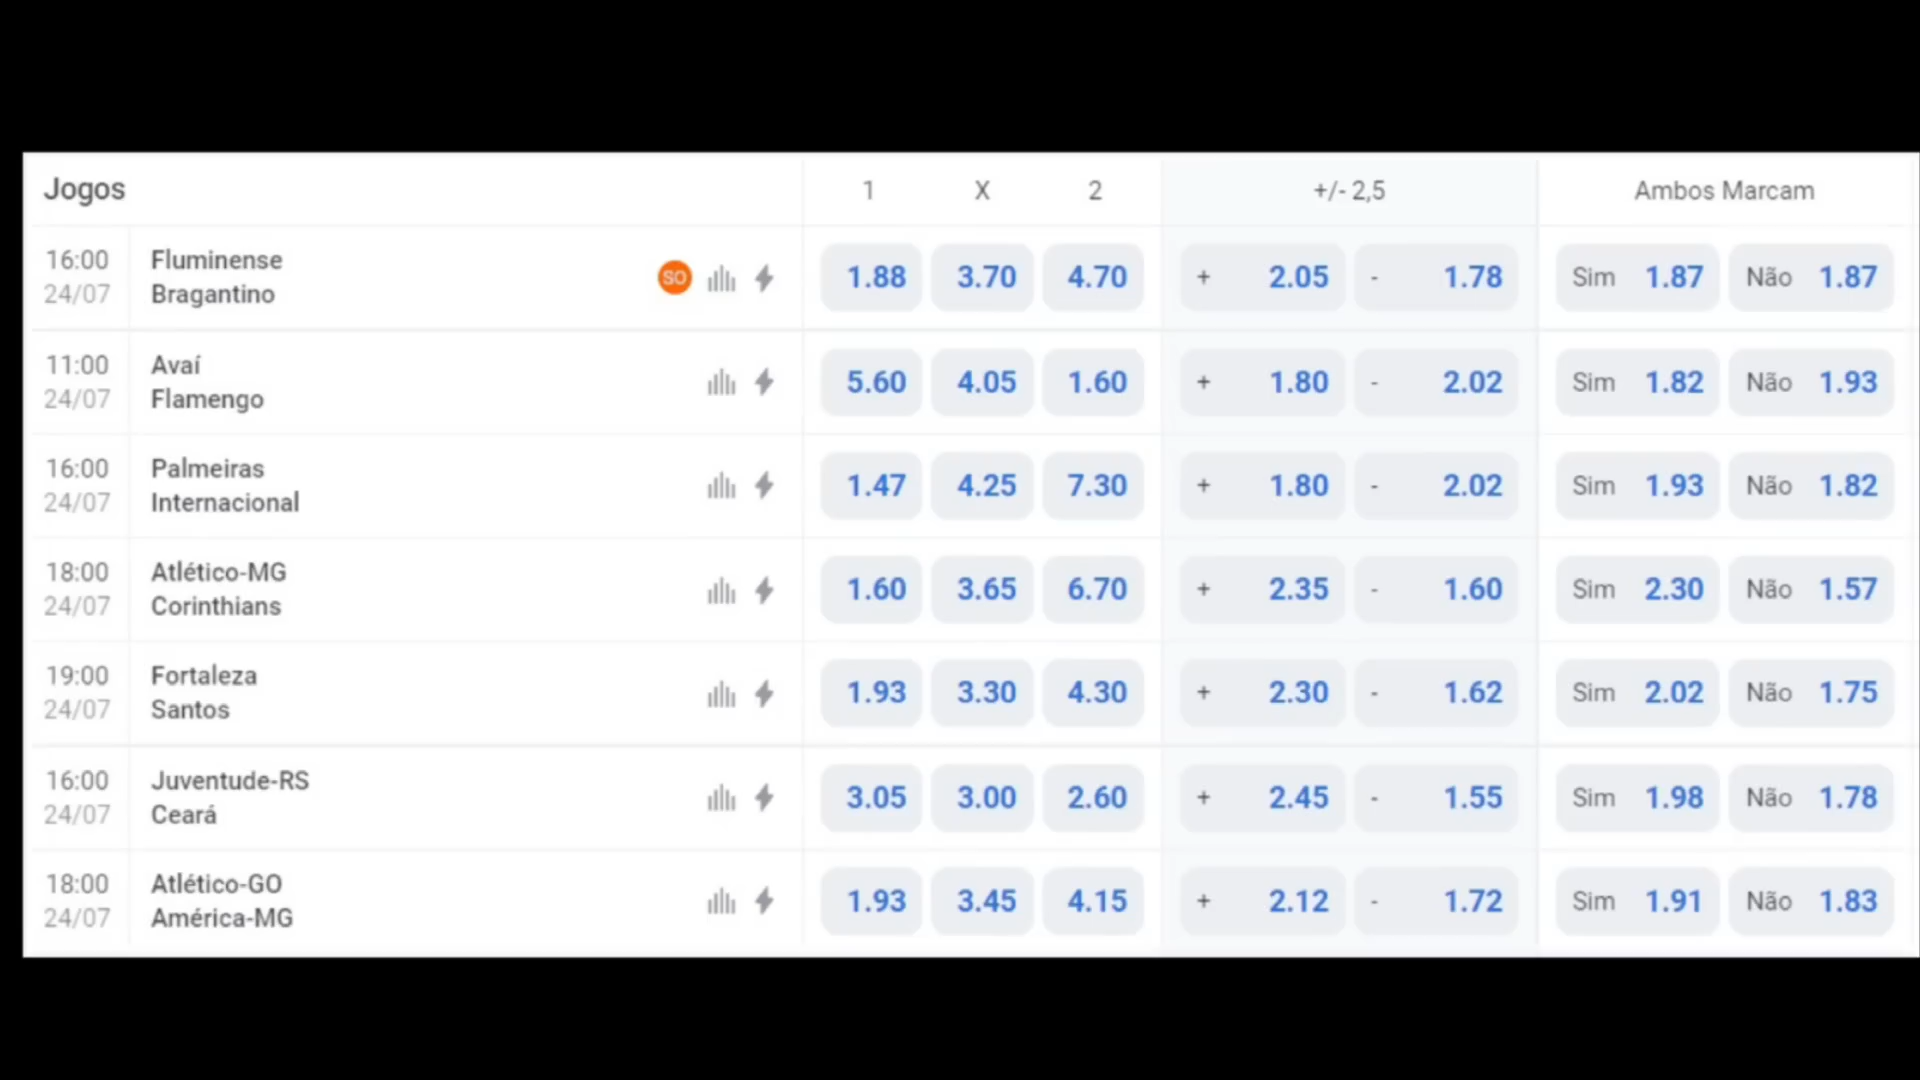 Jogos 1 X 2 +/- 2,5 Ambos Marcam
16:00 Fluminense SO 1.88 3.70 4.70 + 2.05 - 1.78 Sim 1.87 Não 1.87
24/07 Bragantino
11:00 Avaí 5.60 4.05 1.60 + 1.80 - 2.02 Sim 1.82 Não 1.93
24/07 Flamengo
16:00 Palmeiras 1.47 4.25 7.30 + 1.80 - 2.02 Sim 1.93 Não 1.82
24/07 Internacional
18:00 Atlético-MG 1.60 3.65 6.70 + 2.35 - 1.60 Sim 2.30 Não 1.57
24/07 Corinthians
19:00 Fortaleza 1.93 3.30 4.30 + 2.30 - 1.62 Sim 2.02 Não 1.75
24/07 Santos
16:00 Juventude-RS 3.05 3.00 2.60 + 2.45 - 1.55 Sim 1.98 Não 1.78
24/07 Ceará
18:00 Atlético-GO 1.93 3.45 4.15 + 2.12 - 1.72 Sim 1.91 Não 1.83
24/07 América-MG